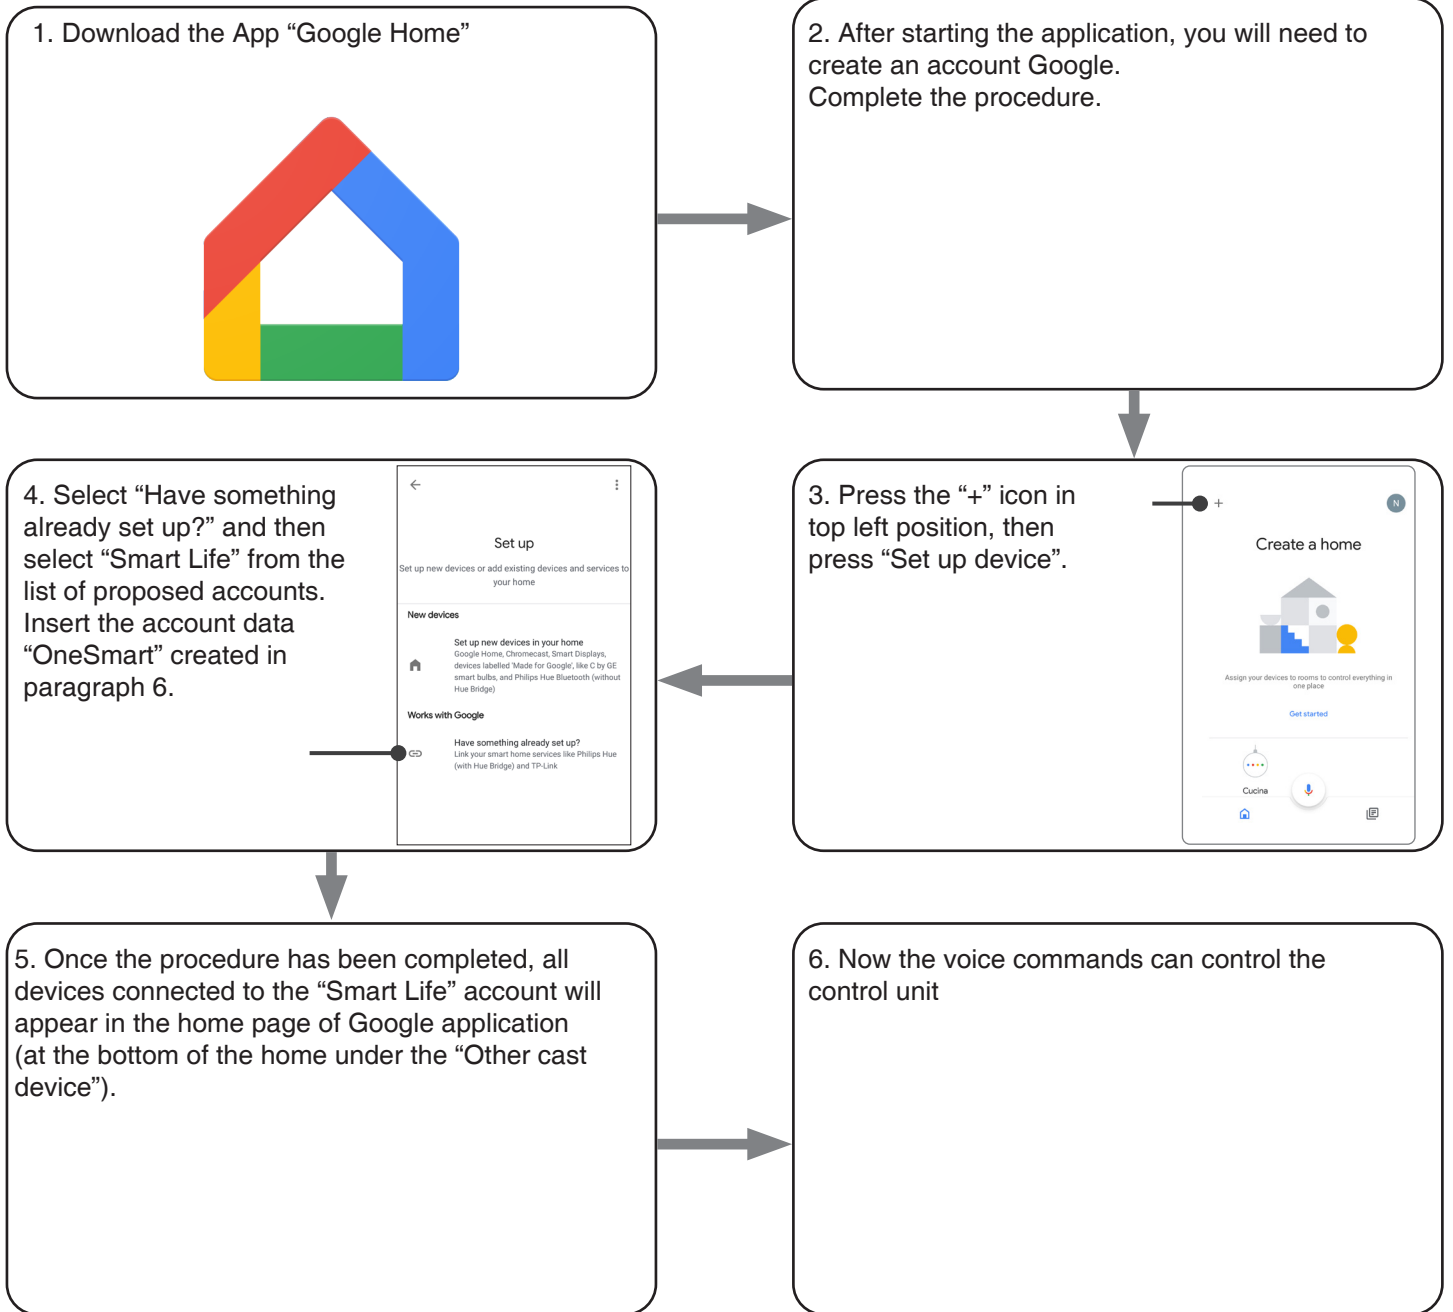 1. Download the App “Google Home”
2. After starting the application, you will need to
create an account Google.
Complete the procedure.
3. Press the “+” icon in
top left position, then
press “Set up device”.
+
N
Create a home
Assign your devices to rooms to control everything in
one place
Get started
Cucina
4. Select “Have something
already set up?” and then
select “Smart Life” from the
list of proposed accounts.
Insert the account data
“OneSmart” created in
paragraph 6.
Set up
Set up new devices or add existing devices and services to
your home
New devices
Set up new devices in your home
Google Home, Chromecast, Smart Displays,
devices labelled 'Made for Google', like C by GE
smart bulbs, and Philips Hue Bluetooth (without
Hue Bridge)
Works with Google
Have something already set up?
Link your smart home services like Philips Hue
(with Hue Bridge) and TP-Link
5. Once the procedure has been completed, all
devices connected to the “Smart Life” account will
appear in the home page of Google application
(at the bottom of the home under the “Other cast
device”).
6. Now the voice commands can control the
control unit